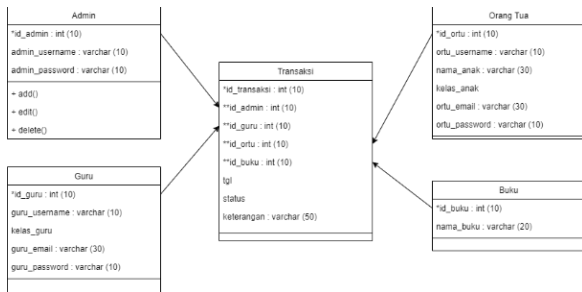 Admin
*id_admin : int (10)
admin_username : varchar (10)
admin_password : varchar (10)
+ add()
+ edit()
+ delete()
Guru
*id_guru : int (10)
guru_username : varchar (10)
kelas_guru
guru_email : varchar (30)
guru_password : varchar (10)
Transaksi
*id_transaksi : int (10)
**id_admin : int (10)
**id_guru : int (10)
**id_ortu : int (10)
**id_buku : int (10)
tgl
status
keterangan : varchar (50)
Orang Tua
*id_ortu : int (10)
ortu_username : varchar (10)
nama_anak : varchar (30)
kelas_anak
ortu_email : varchar (30)
ortu_password : varchar (10)
Buku
*id_buku : int (10)
nama_buku : varchar (20)